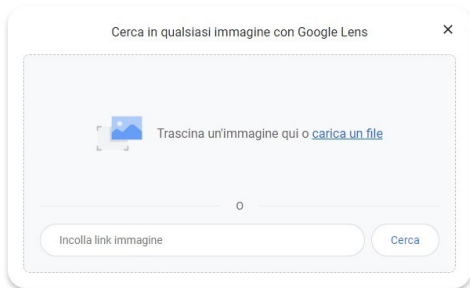 Cerca in qualsiasi immagine con Google Lens
Trascina un'immagine qui o carica un file
O
Incolla link immagine
Cerca